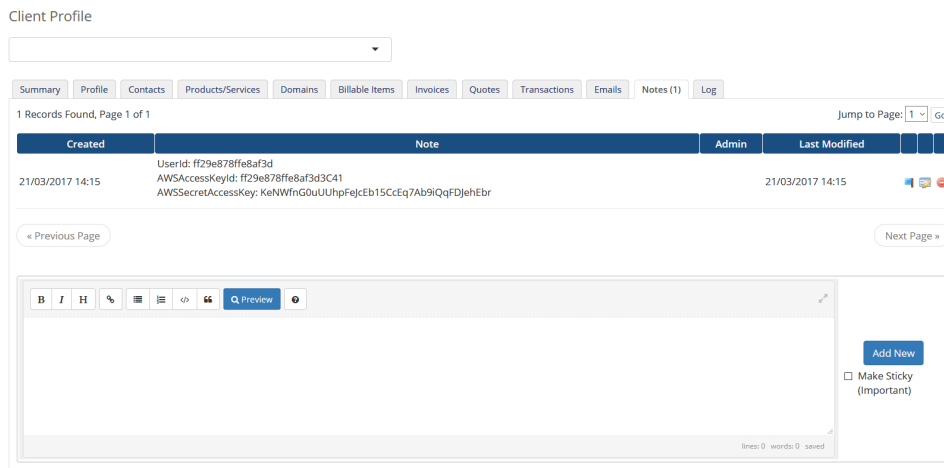 Client Profile
Summary Profile Contacts Products/Services Domains Billable Items Invoices Quotes Transactions Emails Notes (1) Log
1 Records Found, Page 1 of 1 Jump to Page: 1 Go
Created Note Admin Last Modified
UserId: ff29e878ffe8af3d
21/03/2017 14:15 AWSAccessKeyId: ff29e878ffe8af3d3C41 21/03/2017 14:15
AWSSecretAccessKey: KeNWfnG0uUUhpFeJcEb15CcEq7Ab9iQqFDJehEbr
« Previous Page Next Page »
B I H Preview
Add New
Make Sticky
(Important)
lines: 0 words: 0 saved